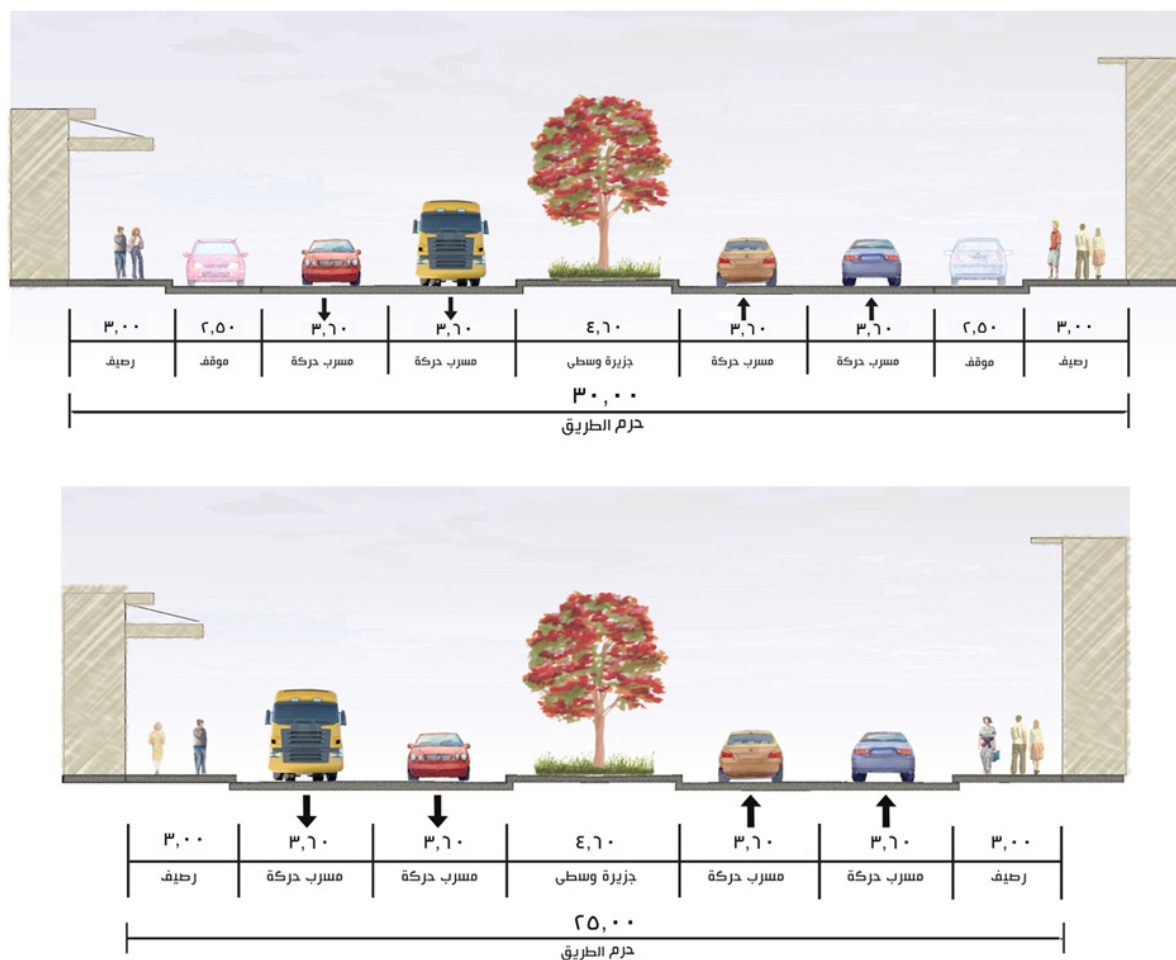 ٣,٠٠ ٢,٥٠ ٣,٦٠ ٣,٦٠ ٤,٦٠ ٣,٦٠ ٣,٦٠ ٢,٥٠ ٣,٠٠
رصيف موقف مسرب حركة مسرب حركة جزيرة وسطى مسرب حركة مسرب حركة موقف رصيف
٣٠,٠٠
حرم الطريق
٣,٠٠ ٣,٦٠ ٣,٦٠ ٤,٦٠ ٣,٦٠ ٣,٦٠ ٣,٠٠
رصيف مسرب حركة مسرب حركة جزيرة وسطى مسرب حركة مسرب حركة رصيف
٢٥,٠٠
حرم الطريق